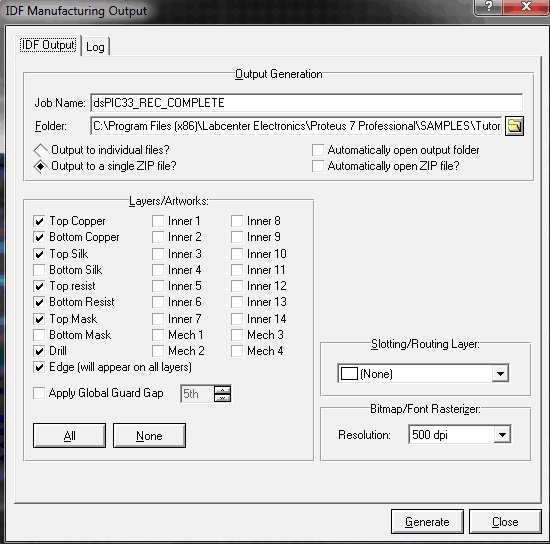 IDF Manufacturing Output
?
X
IDF Output
Log
Output Generation
Job Name: dsPIC33_REC_COMPLETE
Folder: C:\Program Files (x86)\Labcenter Electronics\Proteus 7 Professional\SAMPLES\Tutor
Output to individual files? Automatically open output folder
Output to a single ZIP file? Automatically open ZIP file?
Layers/Artworks:
Top Copper Inner 1 Inner 8
Bottom Copper Inner 2 Inner 9
Top Silk Inner 3 Inner 10
Bottom Silk Inner 4 Inner 11
Top resist Inner 5 Inner 12
Bottom Resist Inner 6 Inner 13
Top Mask Inner 7 Inner 14
Bottom Mask Mech 1 Mech 3
Drill Mech 2 Mech 4
Edge (will appear on all layers)
Apply Global Guard Gap 5th
All None
Slotting/Routing Layer:
(None)
Bitmap/Font Rasterizer:
Resolution: 500 dpi
Generate Close